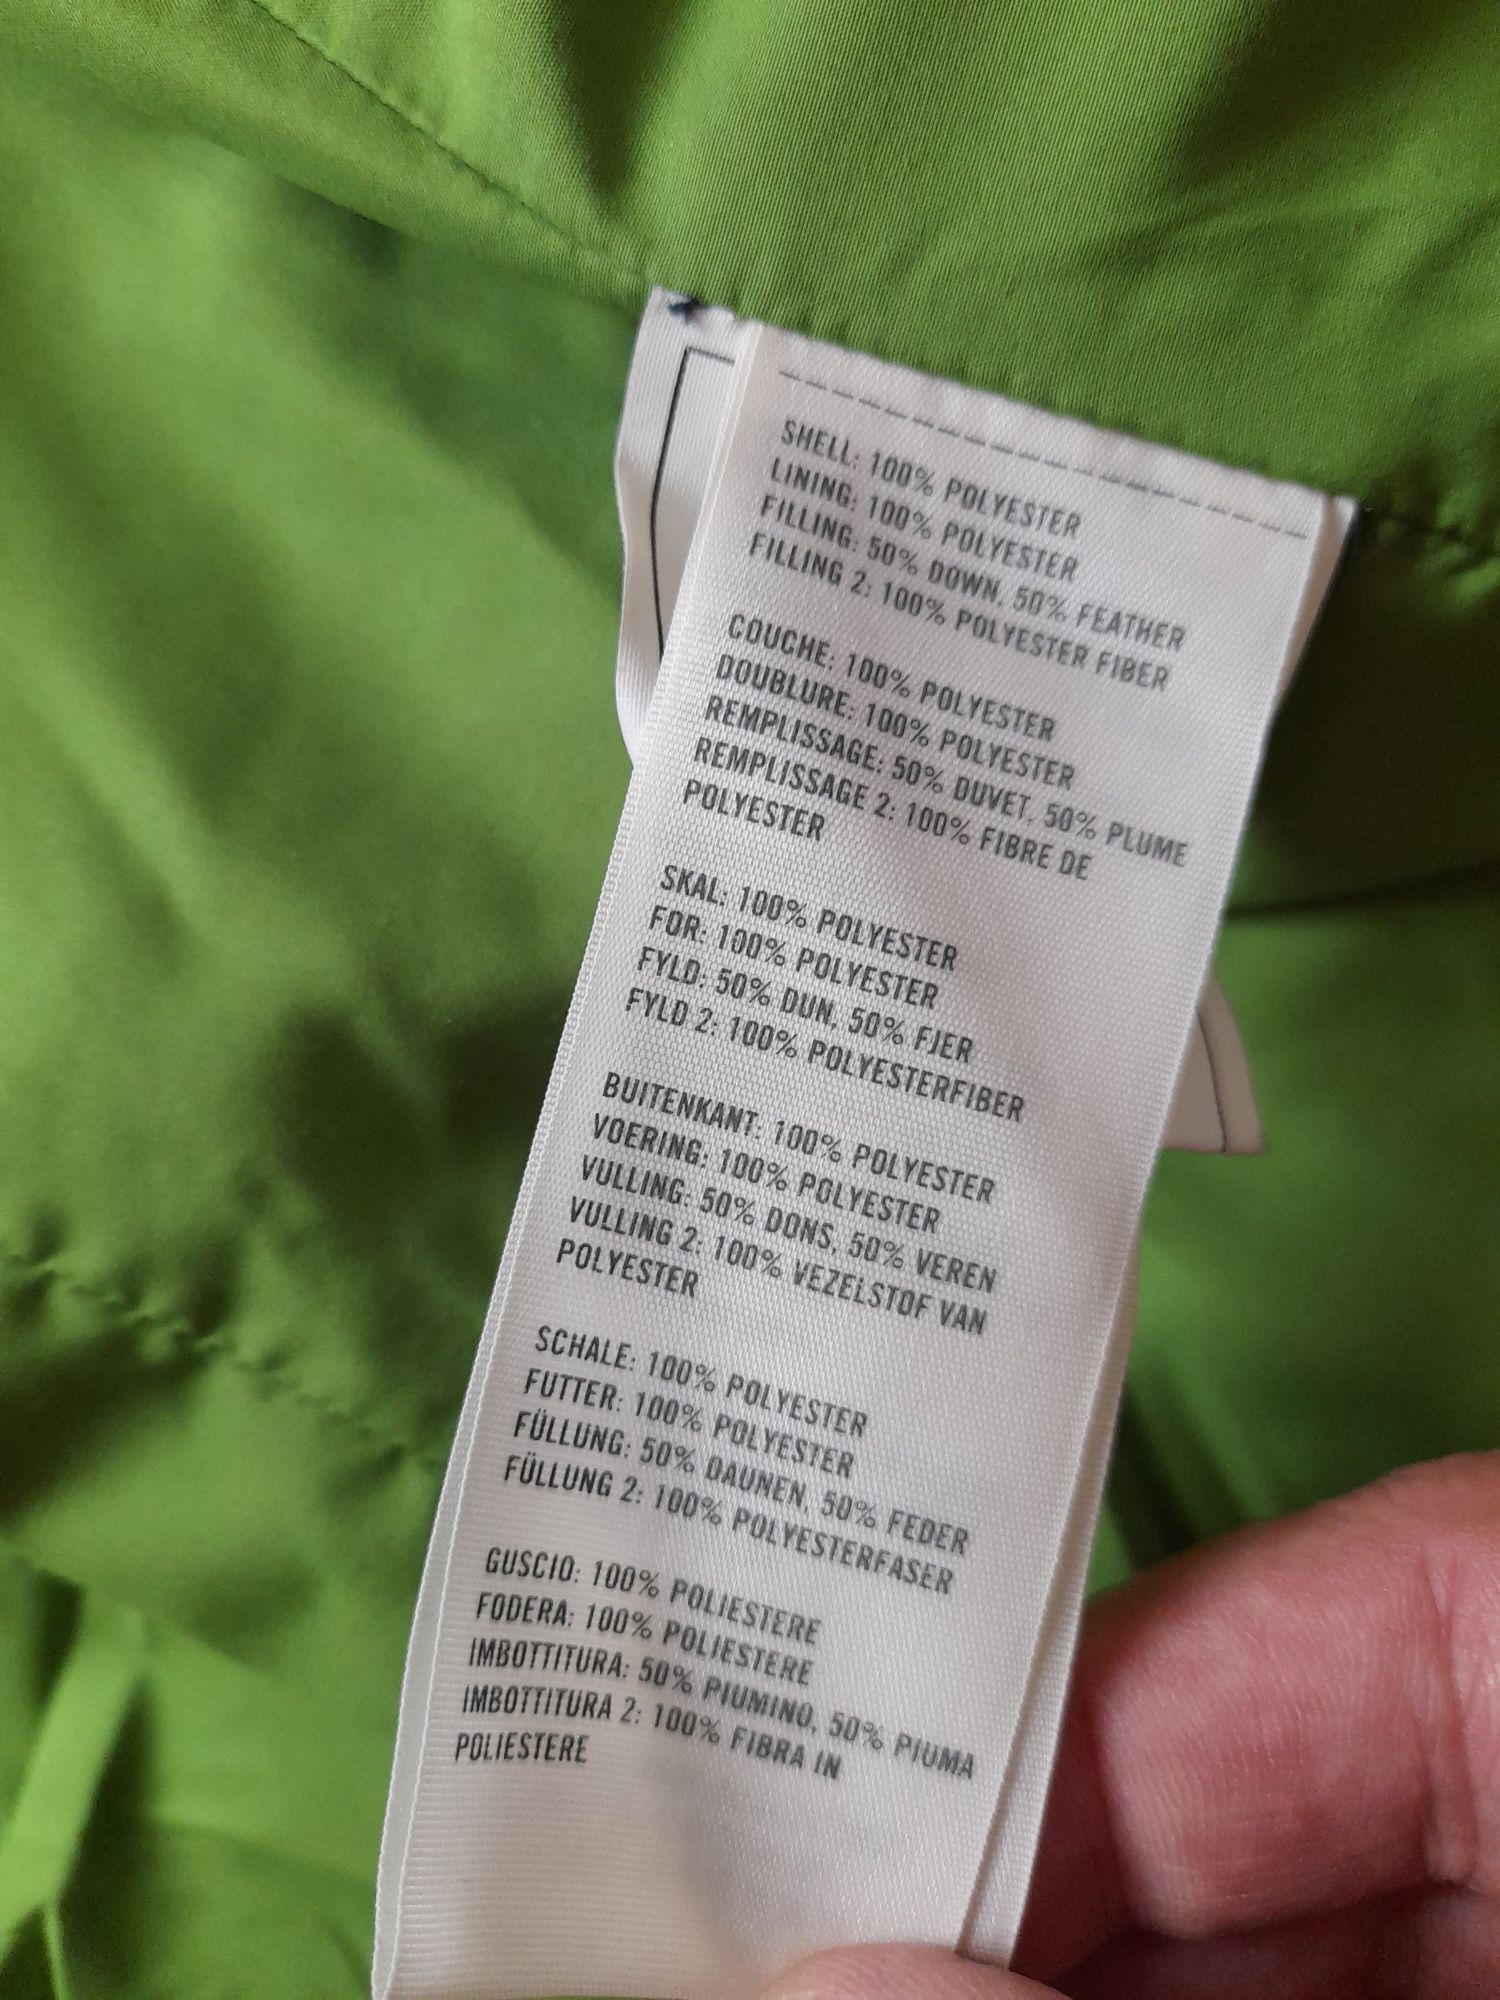 SHELL: 100% POLYESTER
LINING: 100% POLYESTER
FILLING: 50% DOWN, 50% FEATHER
FILLING 2: 100% POLYESTER FIBER
COUCHE: 100% POLYESTER
DOUBLURE: 100% POLYESTER
REMPLISSAGE: 50% DUVET, 50% PLUME
REMPLISSAGE 2: 100% FIBRE DE
POLYESTER
SKAL: 100% POLYESTER
FOR: 100% POLYESTER
FYLD: 50% DUN, 50% FJER
FYLD 2: 100% POLYESTERFIBER
BUITENKANT: 100% POLYESTER
VOERING: 100% POLYESTER
VULLING: 50% DONS, 50% VEREN
VULLING 2: 100% VEZELSTOF VAN
POLYESTER
SCHALE: 100% POLYESTER
FUTTER: 100% POLYESTER
FÜLLUNG: 50% DAUNEN, 50% FEDER
FÜLLUNG 2: 100% POLYESTERFASER
GUSCIO: 100% POLIESTERE
FODERA: 100% POLIESTERE
IMBOTTITURA: 50% PIUMINO, 50% PIUMA
IMBOTTITURA 2: 100% FIBRA IN
POLIESTERE